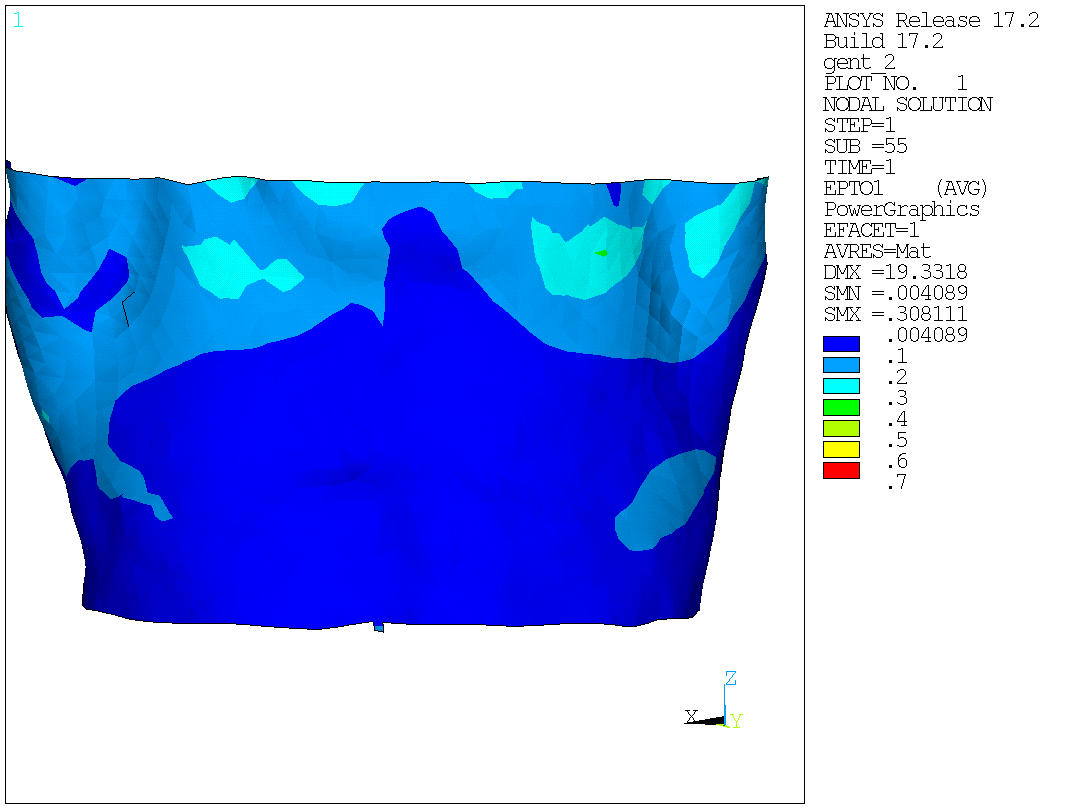 1
ANSYS Release 17.2
Build 17.2
gent_2
PLOT NO.   1
NODAL SOLUTION
STEP=1
SUB =55
TIME=1
EPTO1    (AVG)
PowerGraphics
EFACET=1
AVRES=Mat
DMX =19.3318
SMN =.004089
SMX =.308111
.004089
.1
.2
.3
.4
.5
.6
.7
Z
X
Y